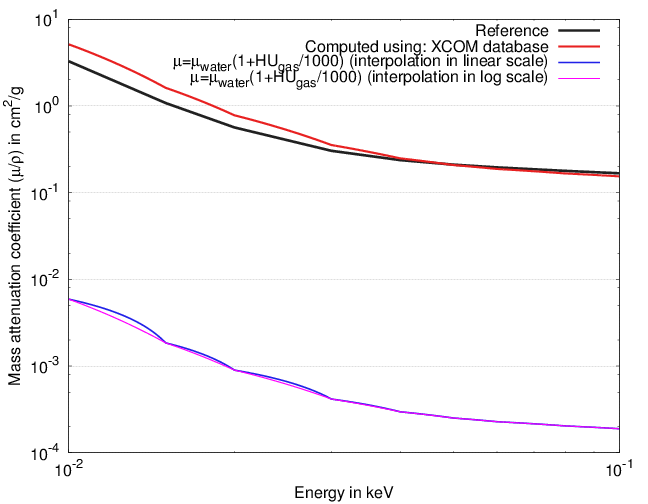 Reference
Computed using: XCOM database
μ=μwater(1+HUgas/1000) (interpolation in linear scale)
μ=μwater(1+HUgas/1000) (interpolation in log scale)
Mass attenuation coefficient (μ/ρ) in cm2/g
10^1
10^0
10^-1
10^-2
10^-3
10^-4
10^-2
10^-1
Energy in keV